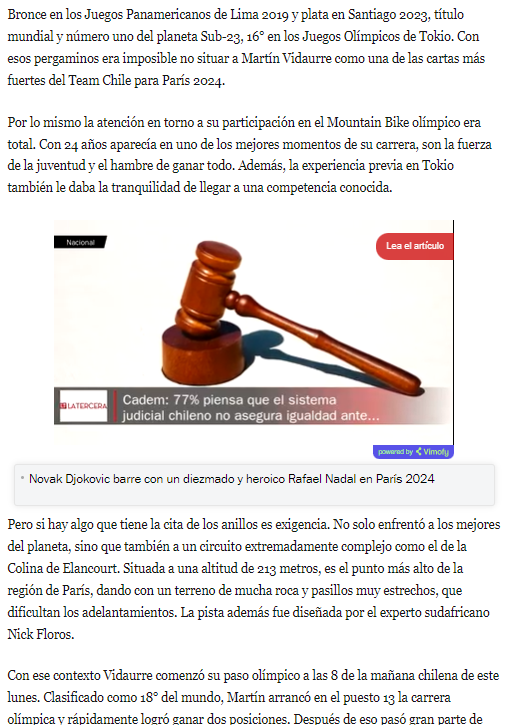 Bronce en los Juegos Panamericanos de Lima 2019 y plata en Santiago 2023, título
mundial y número uno del planeta Sub-23, 16° en los Juegos Olímpicos de Tokio. Con
esos pergaminos era imposible no situar a Martín Vidaurre como una de las cartas más
fuertes del Team Chile para París 2024.
Por lo mismo la atención en torno a su participación en el Mountain Bike olímpico era
total. Con 24 años aparecía en uno de los mejores momentos de su carrera, son la fuerza
de la juventud y el hambre de ganar todo. Además, la experiencia previa en Tokio
también le daba la tranquilidad de llegar a una competencia conocida.
Nacional
Lea el artículo
LATERCERA
Cadem: 77% piensa que el sistema
judicial chileno no asegura igualdad ante...
powered by Vimofy
Novak Djokovic barre con un diezmado y heroico Rafael Nadal en París 2024
Pero si hay algo que tiene la cita de los anillos es exigencia. No solo enfrentó a los mejores
del planeta, sino que también a un circuito extremadamente complejo como el de la
Colina de Elancourt. Situada a una altitud de 213 metros, es el punto más alto de la
región de París, dando con un terreno de mucha roca y pasillos muy estrechos, que
dificultan los adelantamientos. La pista además fue diseñada por el experto sudafricano
Nick Floros.
Con ese contexto Vidaurre comenzó su paso olímpico a las 8 de la mañana chilena de este
lunes. Clasificado como 18° del mundo, Martín arrancó en el puesto 13 la carrera
olímpica y rápidamente logró ganar dos posiciones. Después de eso pasó gran parte de